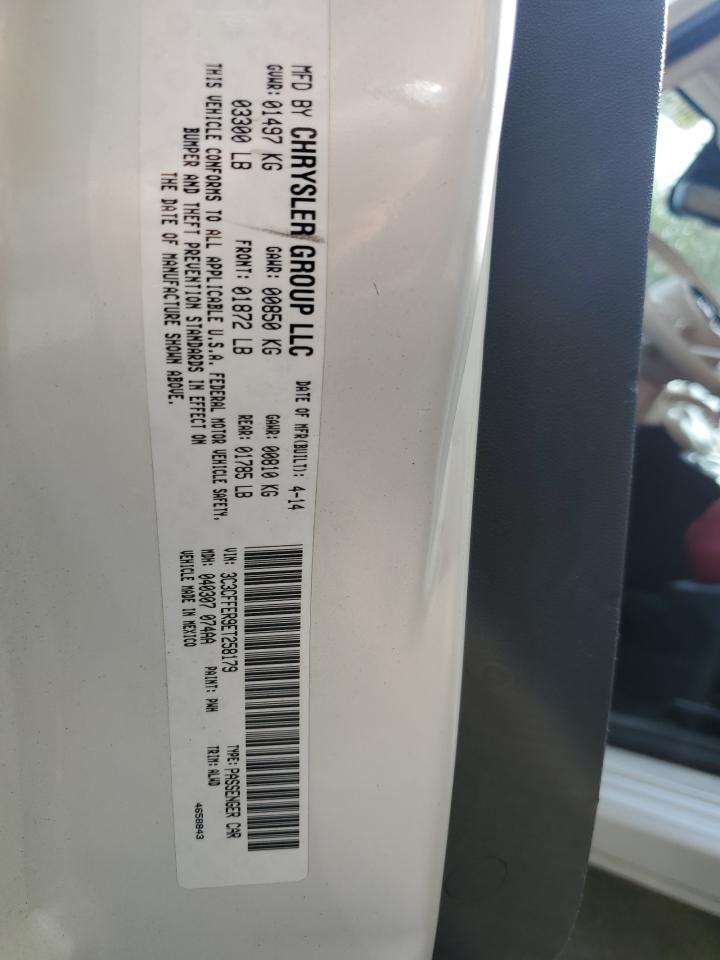 MFD BY CHRYSLER GROUP LLC DATE OF MFR(BUILT): 4-14
GVWR: 01497 KG GAWR: 00850 KG GAWR: 00810 KG
03300 LB FRONT: 01872 LB REAR: 01785 LB
THIS VEHICLE CONFORMS TO ALL APPLICABLE U.S.A. FEDERAL MOTOR VEHICLE SAFETY,
BUMPER AND THEFT PREVENTION STANDARDS IN EFFECT ON
THE DATE OF MANUFACTURE SHOWN ABOVE.
VIN: 3C3CFFER9ET258179 TYPE: PASSENGER CAR
MDH: 040307 074AA PAINT: PWH TRIM: ALWD
VEHICLE MADE IN MEXICO
4658843